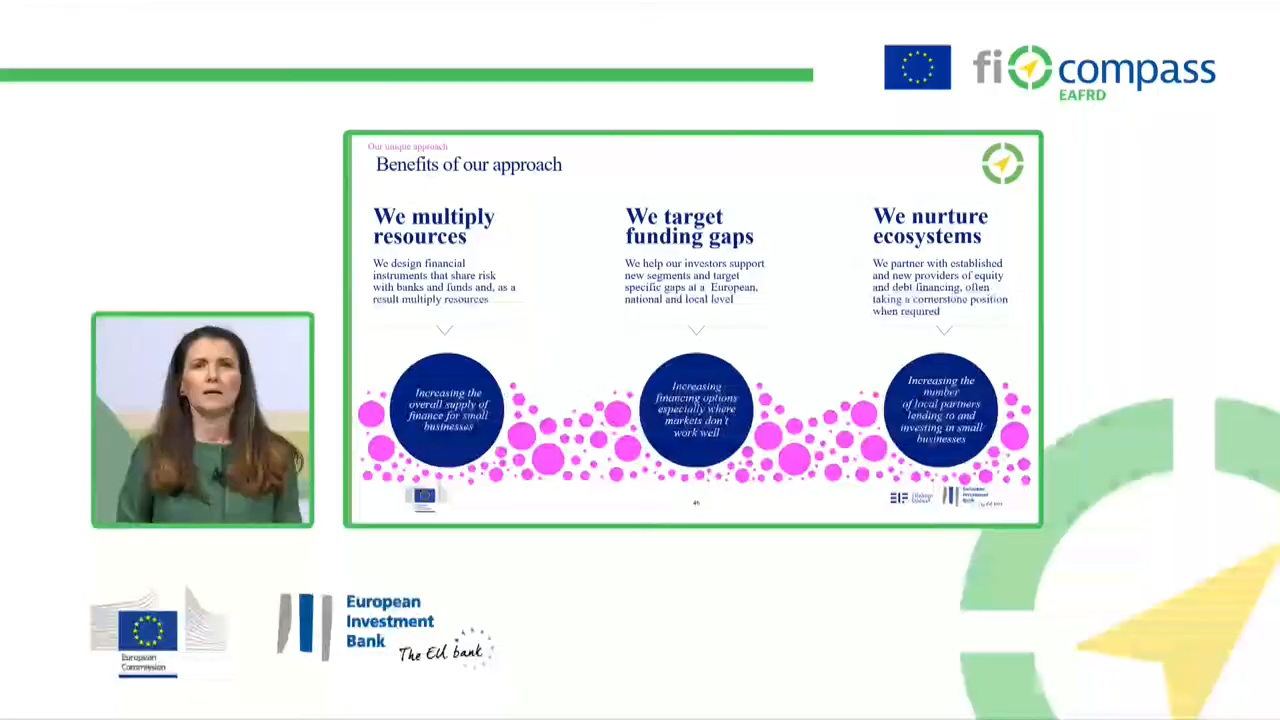 fi compass
EAFRD
Our unique approach
Benefits of our approach
We multiply
resources
We design financial
instruments that share risk
with banks and funds and, as a
result multiply resources
Increasing the
overall supply of
finance for small
businesses
We target
funding gaps
We help our investors support
new segments and target
specific gaps at a European,
national and local level
Increasing
financing options
especially where
markets don't
work well
We nurture
ecosystems
We partner with established
and new providers of equity
and debt financing, often
taking a cornerstone position
when required
Increasing the
number
of local partners
lending to and
investing in small
businesses
EIF
European
Investment
Bank
European
Commission
European
Investment
Bank
The EU bank